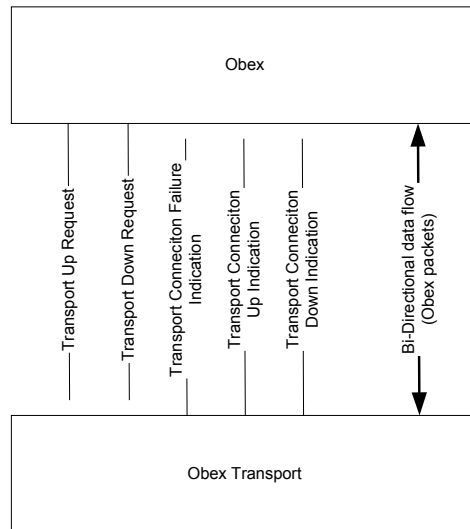 Obex
Transport Up Request
Transport Down Request
Transport Conneciton Failure
Indication
Transport Conneciton
Up Indication
Transport Conneciton
Down Indication
Bi-Directional data flow
(Obex packets)
Obex Transport